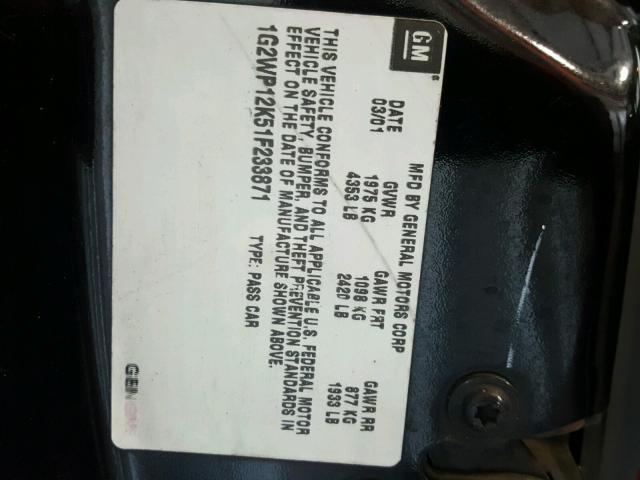 GM
MFD BY GENERAL MOTORS CORP
DATE GVWR GAWR FRT GAWR RR
03/01 1975 KG 1098 KG 877 KG
4353 LB 2420 LB 1933 LB
THIS VEHICLE CONFORMS TO ALL APPLICABLE U.S. FEDERAL MOTOR
VEHICLE SAFETY, BUMPER, AND THEFT PREVENTION STANDARDS IN
EFFECT ON THE DATE OF MANUFACTURE SHOWN ABOVE.
1G2WP12K51F233871 TYPE: PASS CAR